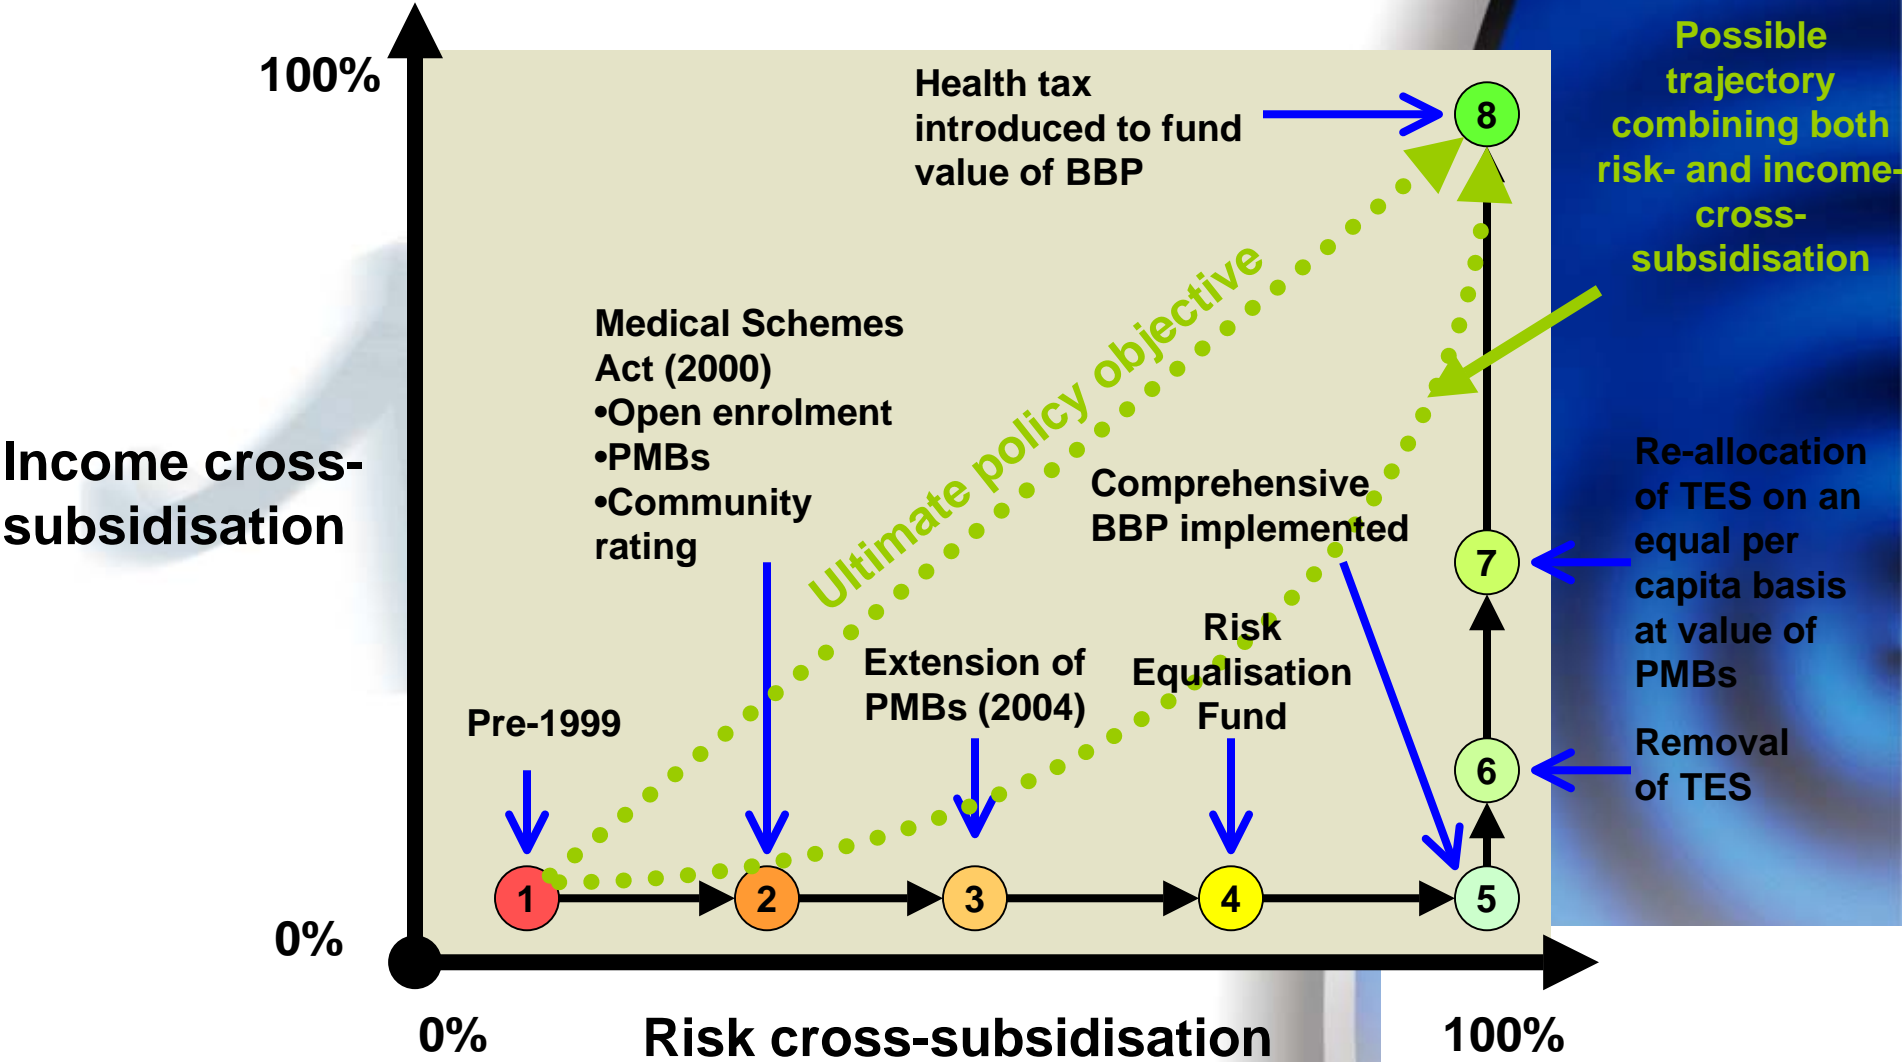 100%
Health tax
introduced to fund
value of BBP
8
Possible
trajectory
combining both
risk- and income-
cross-
subsidisation
Medical Schemes
Act (2000)
•Open enrolment
•PMBs
•Community
rating
Ultimate policy objective
Income cross-
subsidisation
Comprehensive
BBP implemented
7
Re-allocation
of TES on an
equal per
capita basis
at value of
PMBs
Pre-1999
Extension of
PMBs (2004)
Risk
Equalisation
Fund
6
Removal
of TES
1
2
3
4
5
0%
0%
Risk cross-subsidisation
100%